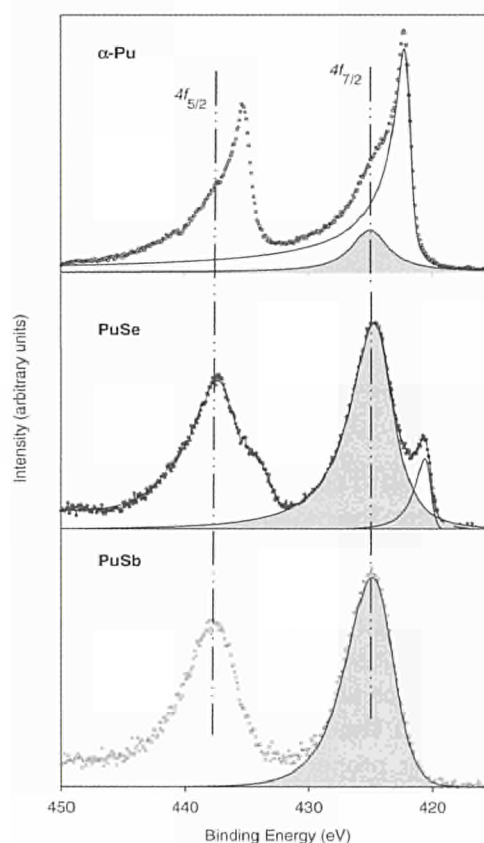 α-Pu
4f5/2
4f7/2
PuSe
PuSb
Intensity (arbitrary units)
450 440 430 420
Binding Energy (eV)